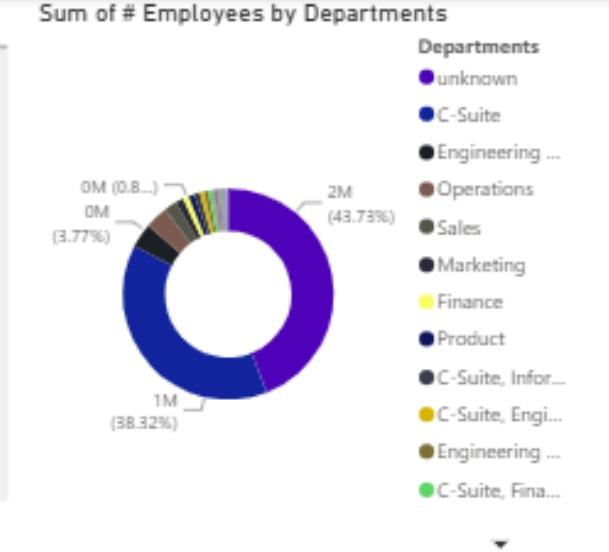 Sum of # Employees by Departments
Departments
unknown
C-Suite
Engineering ...
Operations
Sales
Marketing
Finance
Product
C-Suite, Infor...
C-Suite, Engi...
Engineering ...
C-Suite, Fina...
0M (0.8...)
0M
(3.77%)
2M
(43.73%)
1M
(38.32%)